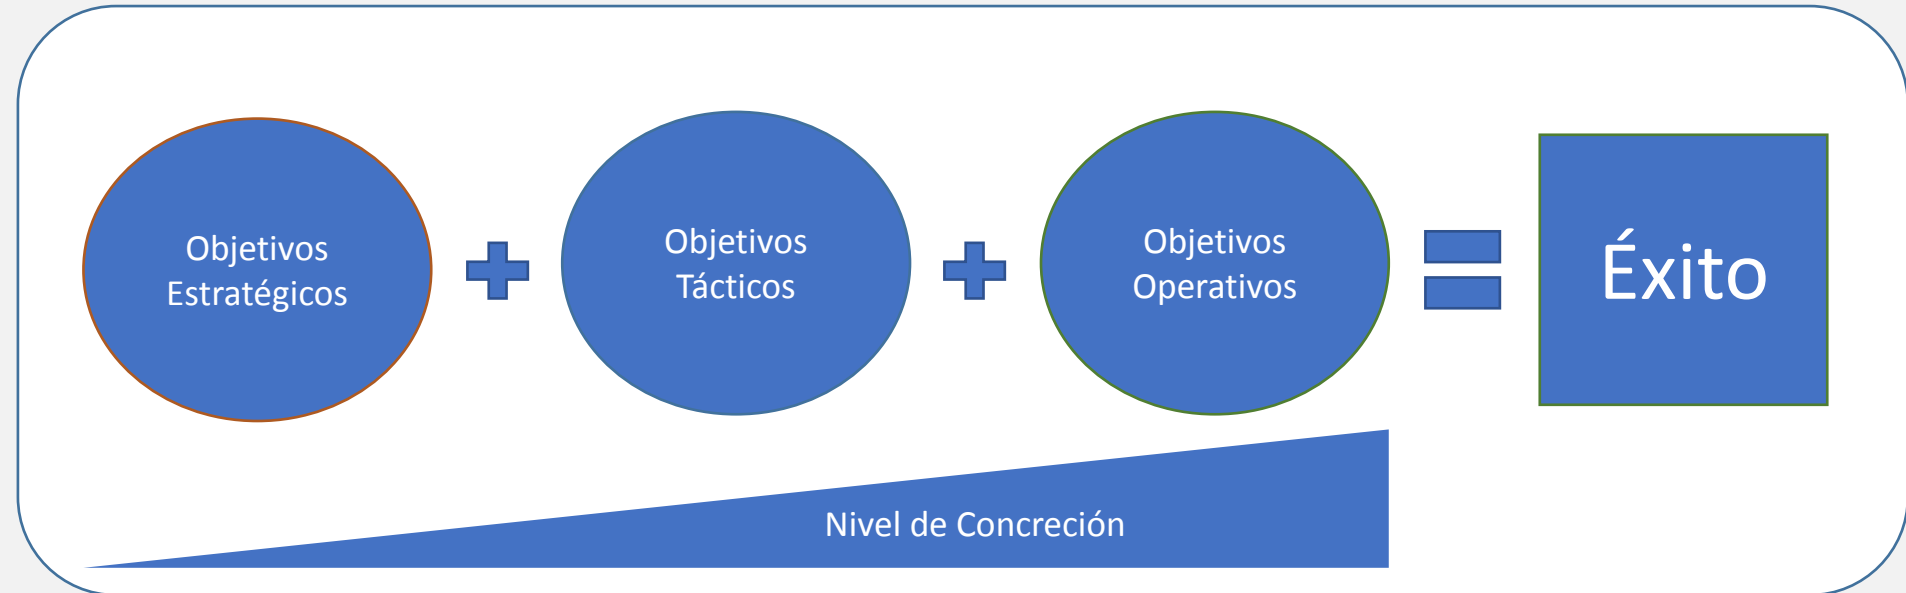 Objetivos
Estratégicos
Objetivos
Tácticos
Objetivos
Operativos
Éxito
Nivel de Concreción